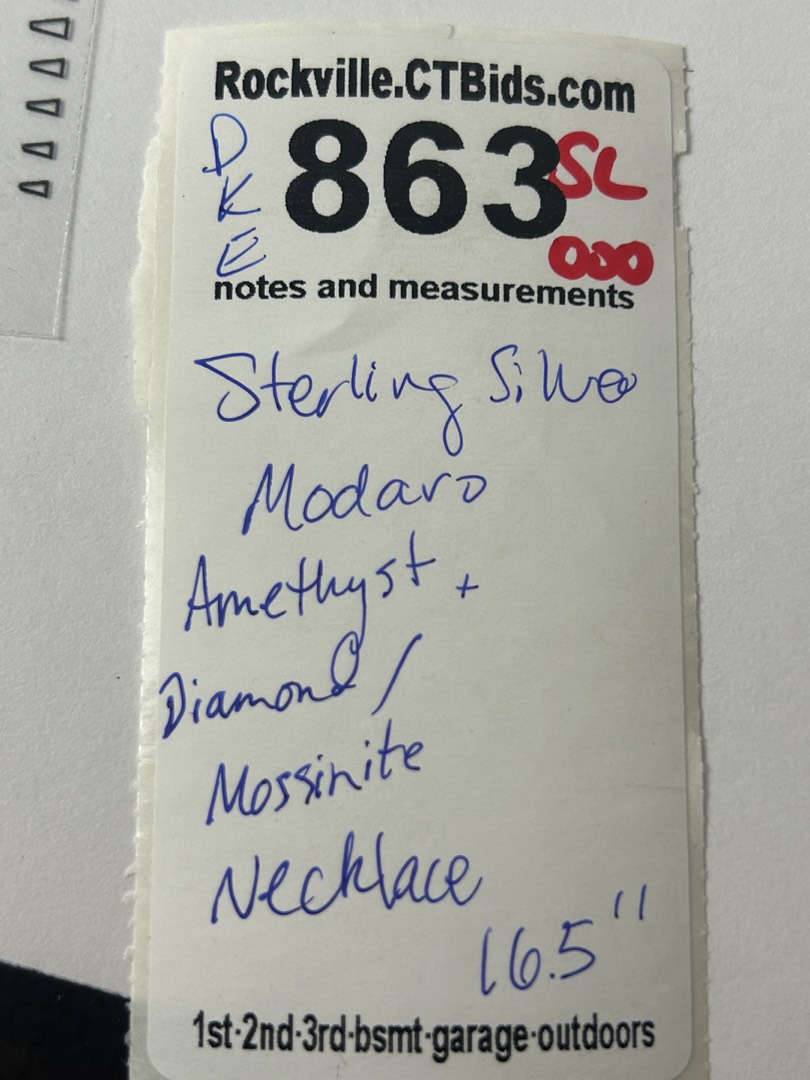 Rockville.CTBids.com
DKE
863
SL
000
notes and measurements
Sterling Silver
Modaro
Amethyst +
Diamond /
Mossinite
Necklace
16.5"
1st·2nd·3rd·bsmt·garage·outdoors